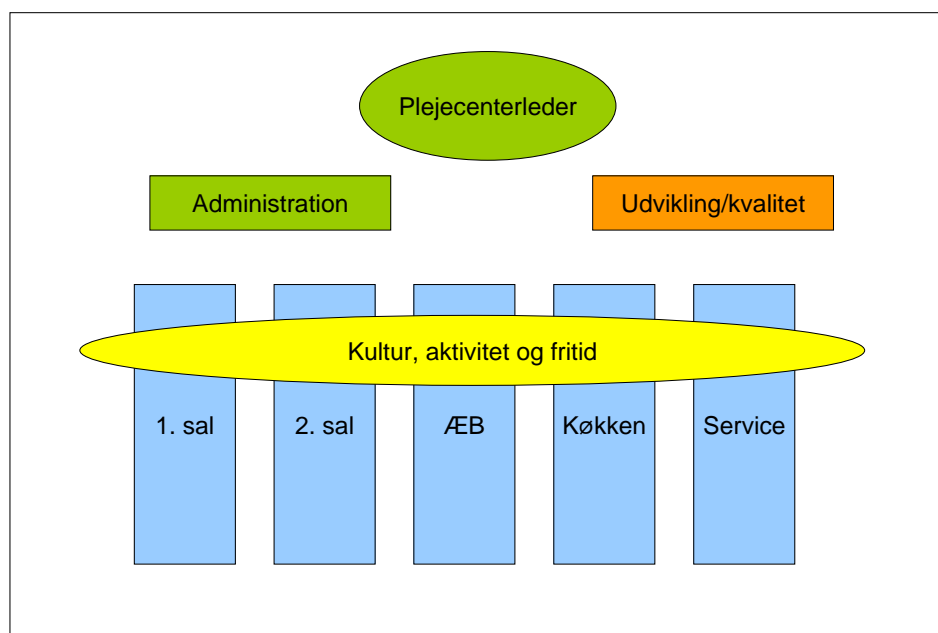 Plejecenterleder
Administration
Udvikling/kvalitet
Kultur, aktivitet og fritid
1. sal
2. sal
ÆB
Køkken
Service